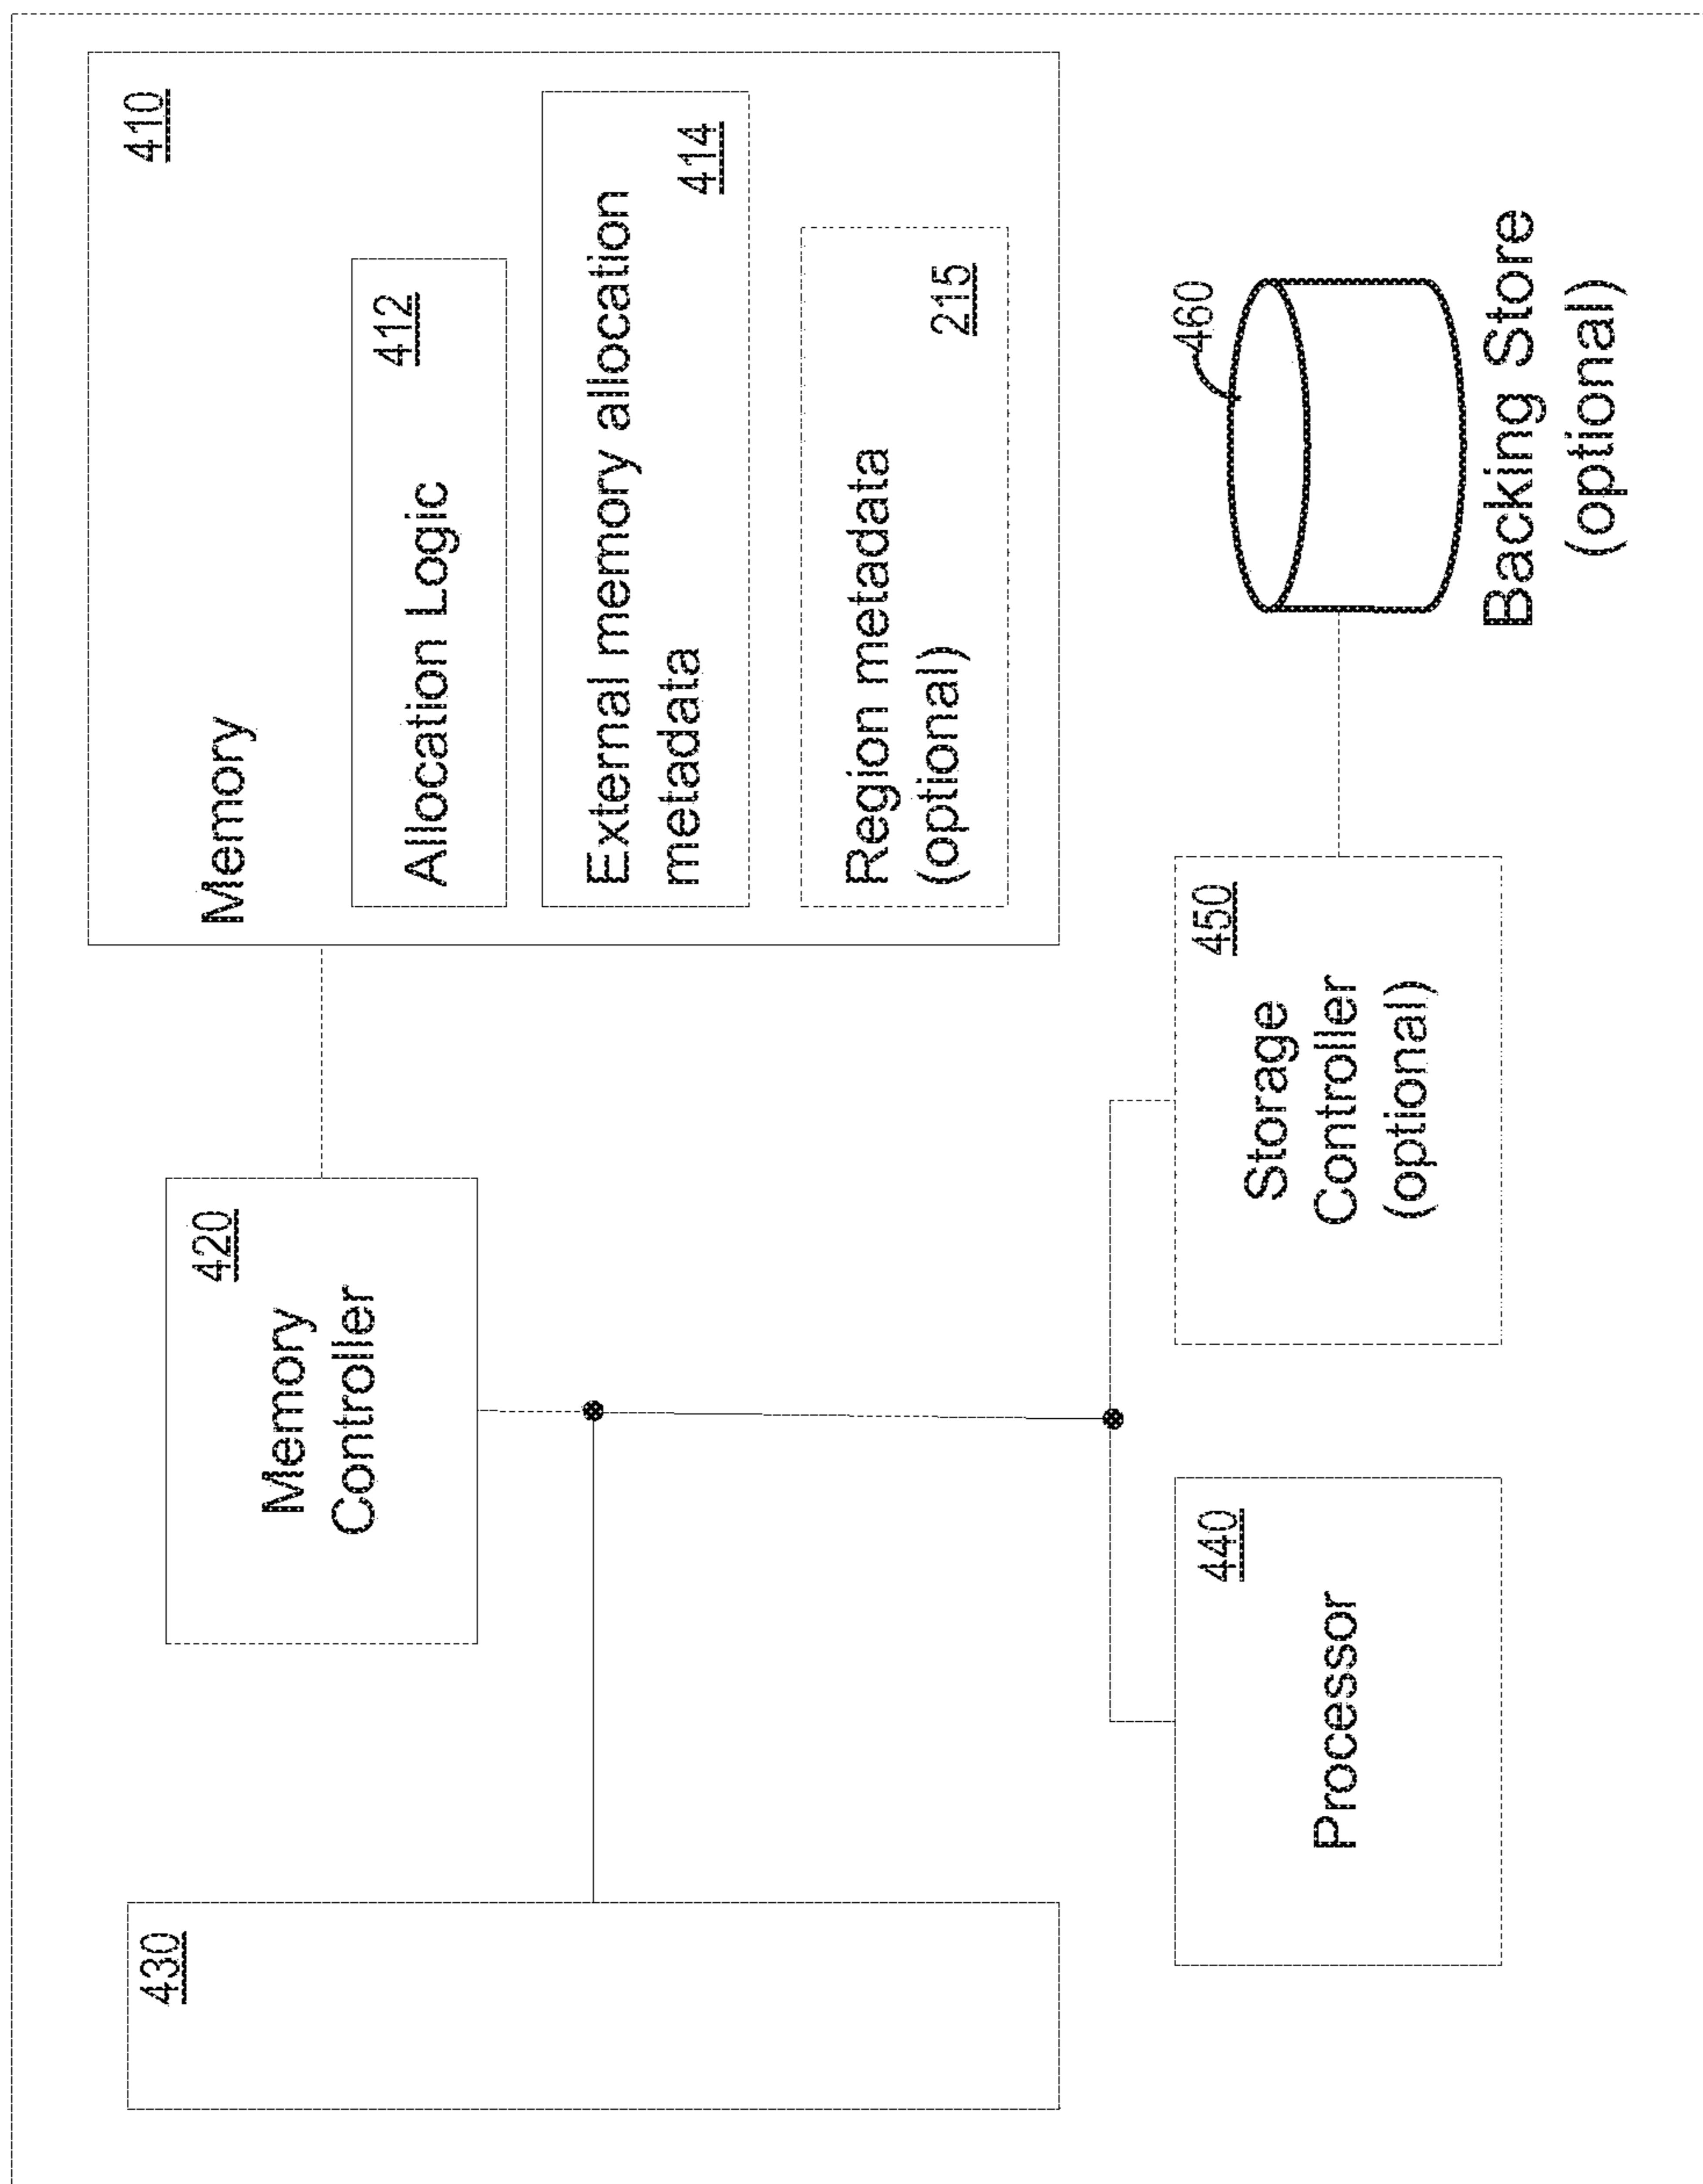 430
420
Memory
Controller
Memory
410
Allocation Logic
412
External memory allocation
metadata
414
Region metadata
(optional)
215
440
Processor
450
Storage
Controller
(optional)
460
Backing Store
(optional)